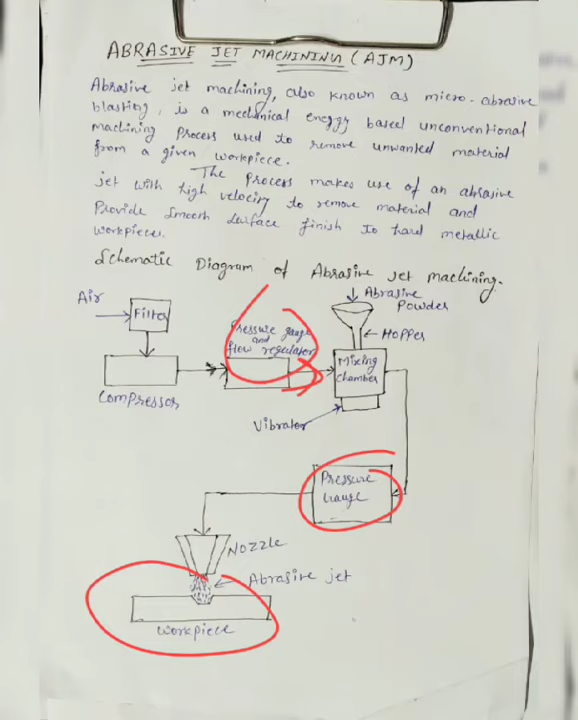 ABRASIVE JET MACHINING (AJM)
Abrasive jet machining, also known as micro-abrasive
blasting, is a mechanical energy based unconventional
machining process used to remove unwanted material
from a given workpiece.
The process makes use of an abrasive
jet with high velocity to remove material and
Provide smooth surface finish to hard metallic
workpieces.
Schematic Diagram of Abrasive jet machining.
Air
Filter
Compressor
Pressure gauge
and
flow regulator
Abrasive
Powder
Hopper
Mixing
chamber
Vibrator
Pressure
Gauge
Nozzle
Abrasive jet
Workpiece